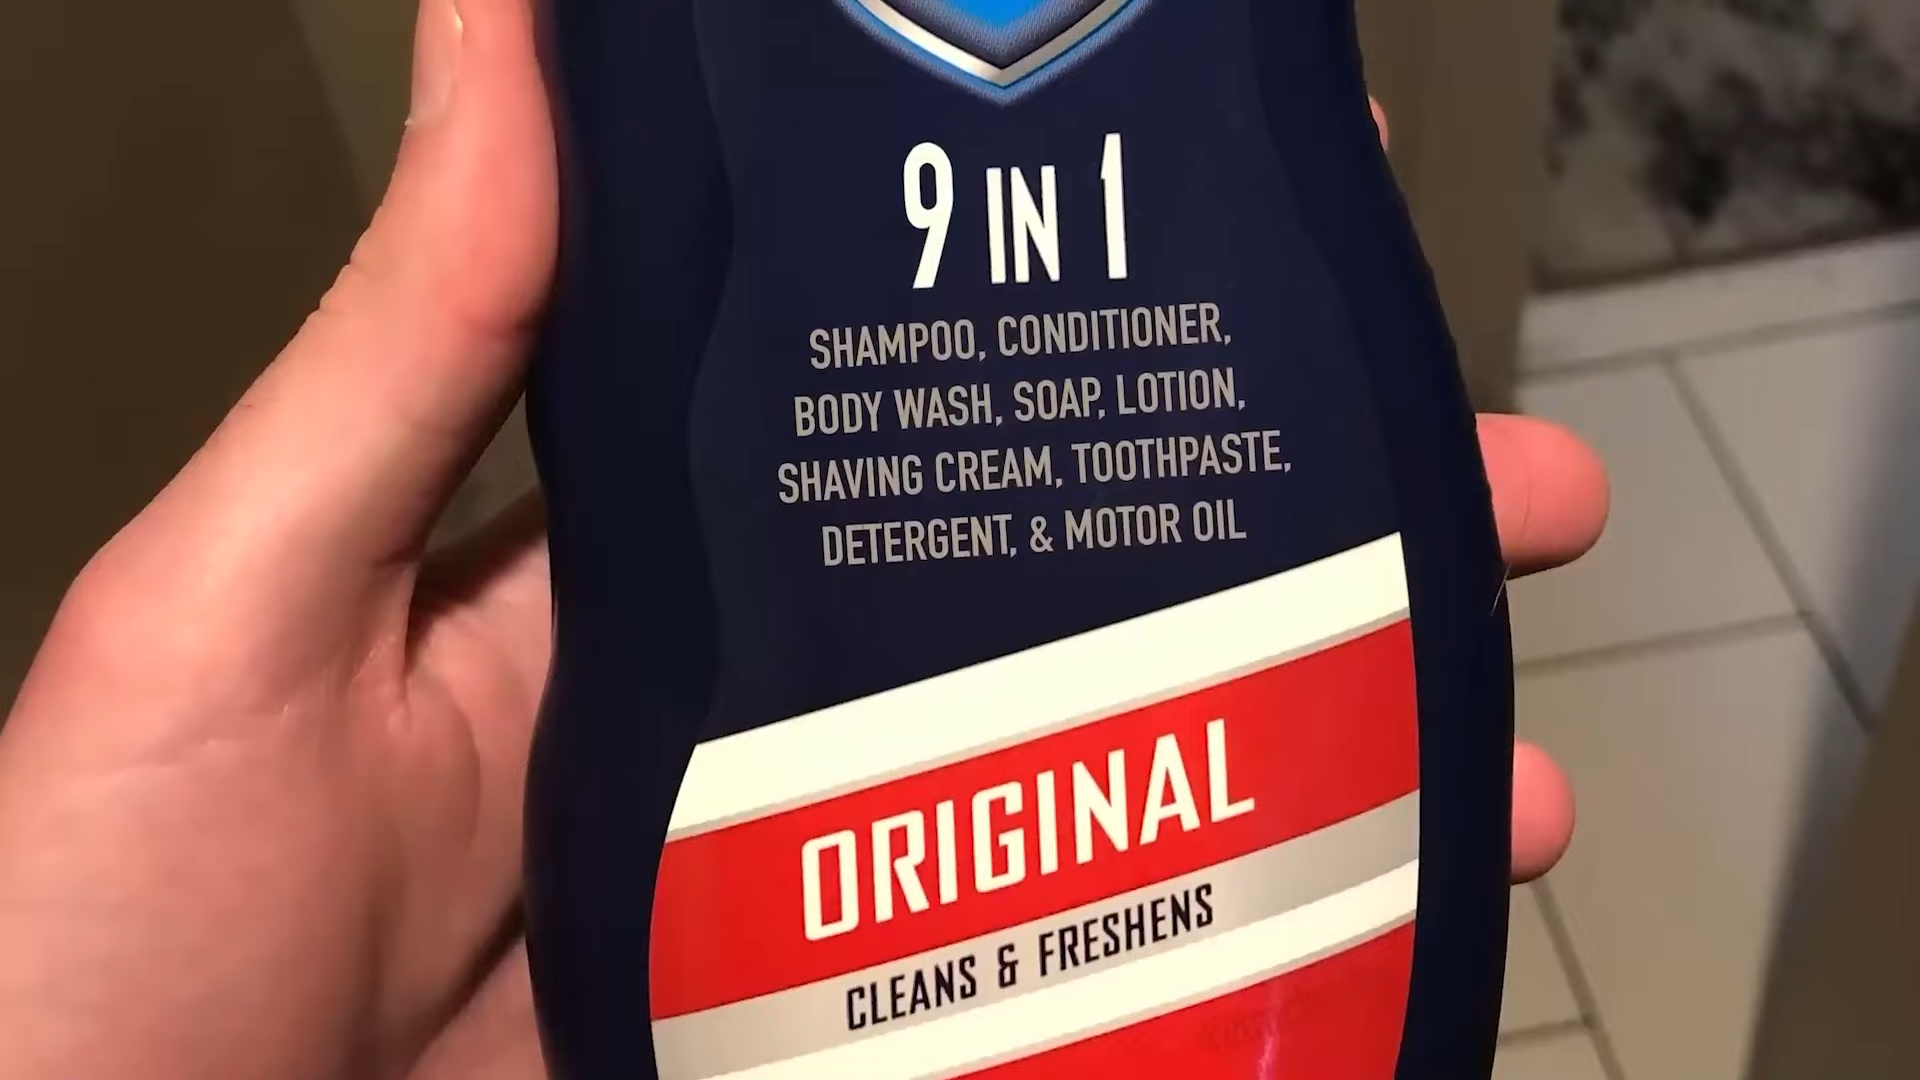 9 IN 1
SHAMPOO, CONDITIONER,
BODY WASH, SOAP, LOTION,
SHAVING CREAM, TOOTHPASTE,
DETERGENT, & MOTOR OIL
ORIGINAL
CLEANS & FRESHENS